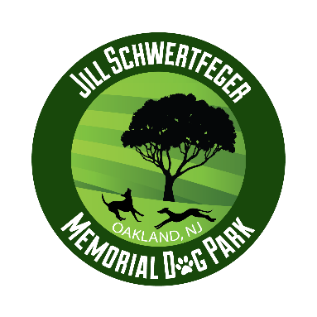 JILL SCHWERTFEGER
OAKLAND, NJ
MEMORIAL DOG PARK